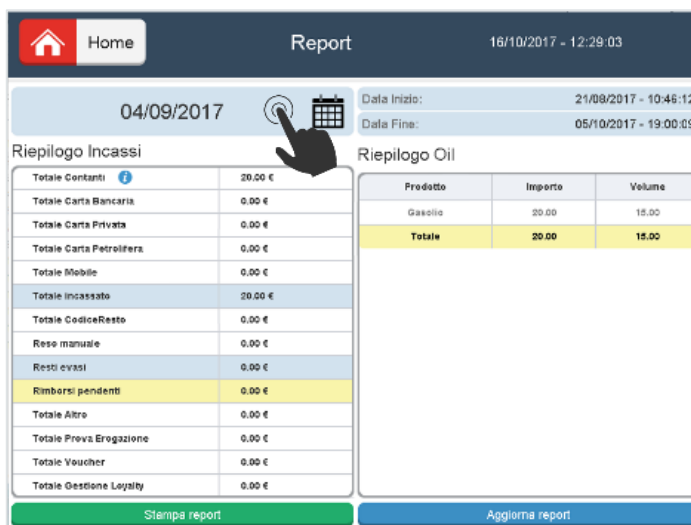 Home
Report
16/10/2017 - 12:29:03
04/09/2017
Data Inizio: 21/08/2017 - 10:46:12
Data Fine: 05/10/2017 - 19:00:09
Riepilogo Incassi
Totale Contanti 20.00 €
Totale Carta Bancaria 0.00 €
Totale Carta Privata 0.00 €
Totale Carta Petrolifera 0.00 €
Totale Mobile 0.00 €
Totale incassato 20.00 €
Totale CodiceResto 0.00 €
Reso manuale 0.00 €
Resti evasi 0.00 €
Rimborsi pendenti 0.00 €
Totale Altro 0.00 €
Totale Prova Erogazione 0.00 €
Totale Voucher 0.00 €
Totale Gestione Loyalty 0.00 €
Stampa report
Riepilogo Oil
Prodotto Importo Volume
Gasolio 20.00 15.00
Totale 20.00 15.00
Aggiorna report